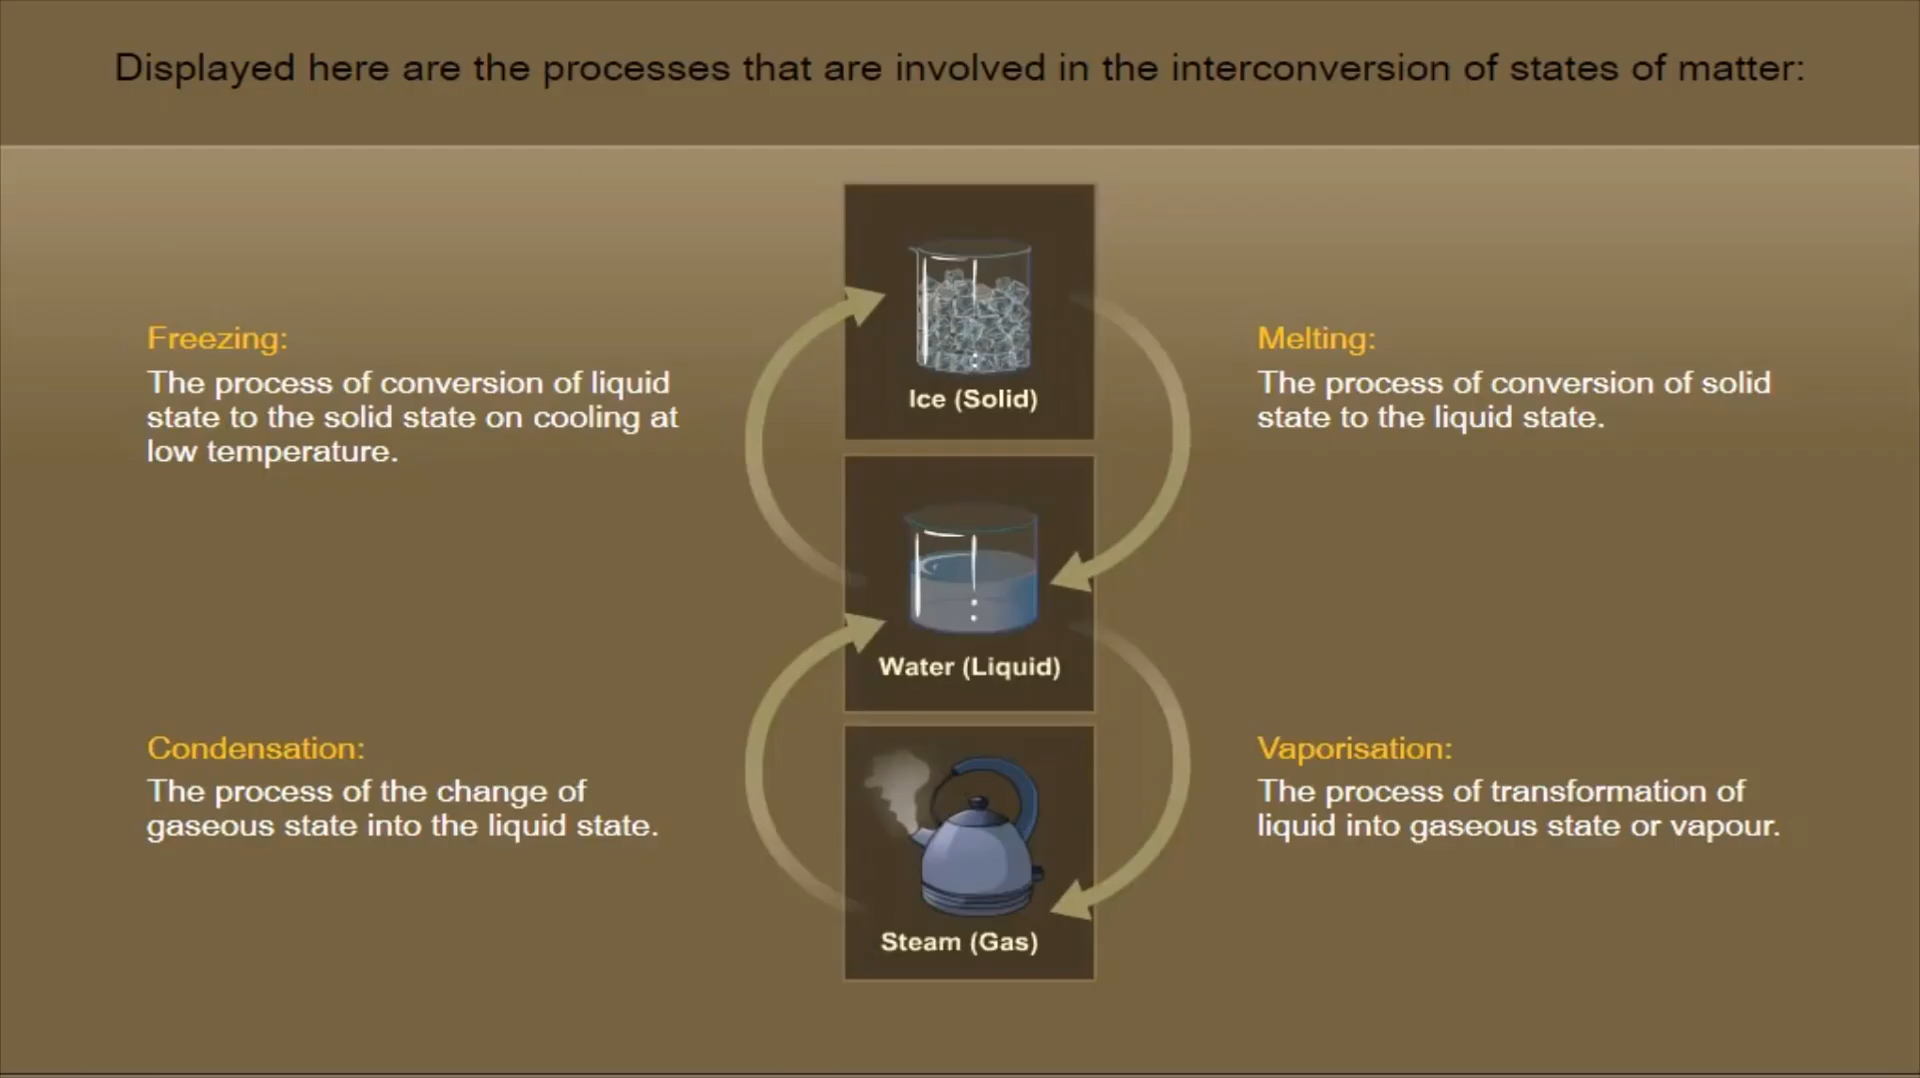 Displayed here are the processes that are involved in the interconversion of states of matter:
Freezing:
The process of conversion of liquid
state to the solid state on cooling at
low temperature.
Ice (Solid)
Melting:
The process of conversion of solid
state to the liquid state.
Water (Liquid)
Condensation:
The process of the change of
gaseous state into the liquid state.
Vaporisation:
The process of transformation of
liquid into gaseous state or vapour.
Steam (Gas)